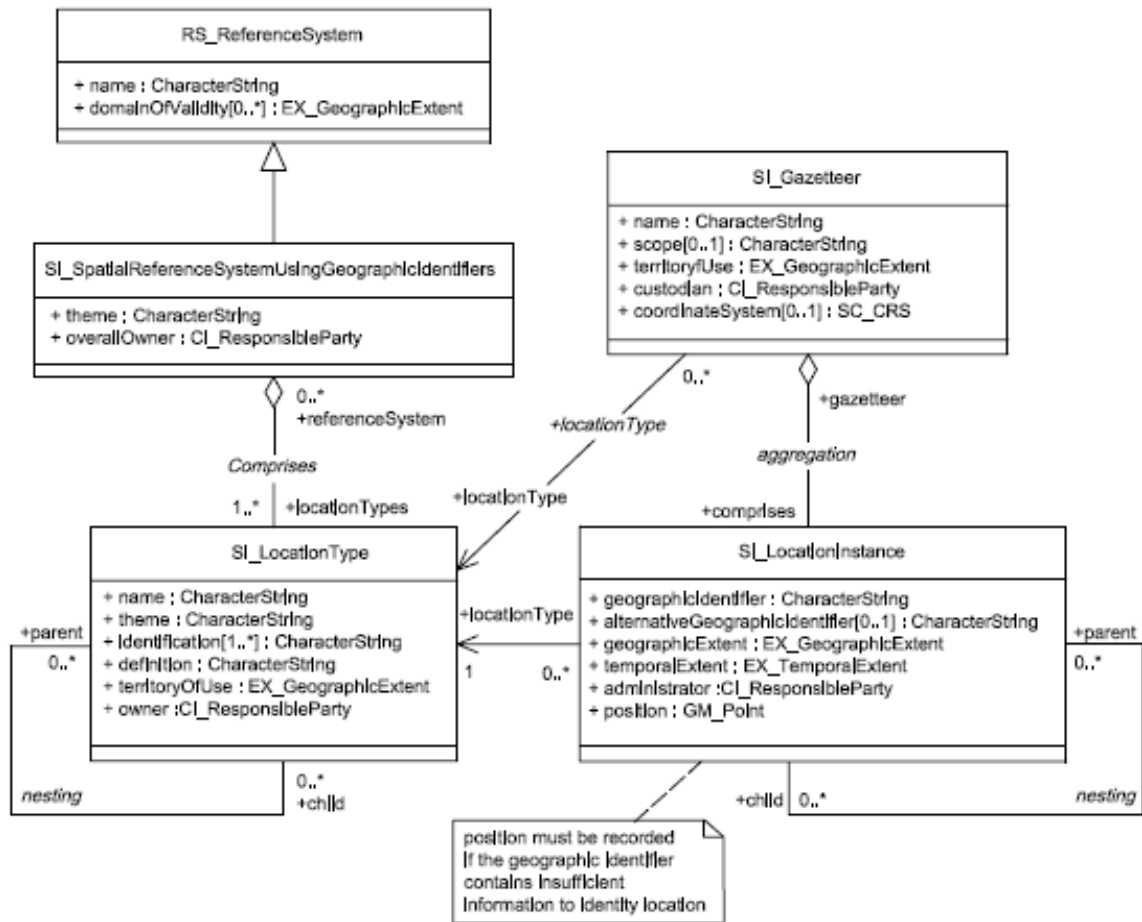 RS_ReferenceSystem
+ name : CharacterString
+ domainOfValidity[0..*] : EX_GeographicExtent
SI_Gazetteer
+ name : CharacterString
+ scope[0..1] : CharacterString
+ territoryfUse : EX_GeographicExtent
+ custodian : CI_ResponsibleParty
+ coordinateSystem[0..1] : SC_CRS
SI_SpatialReferenceSystemUsingGeographicIdentifiers
+ theme : CharacterString
+ overallOwner : CI_ResponsibleParty
0..*
+referenceSystem
Comprises
1..*
+locationTypes
0..*
+locationType
+locationType
+gazetteer
aggregation
+comprises
SI_LocationType
+ name : CharacterString
+ theme : CharacterString
+ identification[1..*] : CharacterString
+ definition : CharacterString
+ territoryOfUse : EX_GeographicExtent
+ owner :CI_ResponsibleParty
+parent
0..*
nesting
0..*
+child
+locationType
1
0..*
SI_LocationInstance
+ geographicIdentifier : CharacterString
+ alternativeGeographicIdentifier[0..1] : CharacterString
+ geographicExtent : EX_GeographicExtent
+ temporalExtent : EX_TemporalExtent
+ administrator :CI_ResponsibleParty
+ position : GM_Point
+parent
0..*
+child
0..*
nesting
position must be recorded
if the geographic identifier
contains insufficient
information to identity location